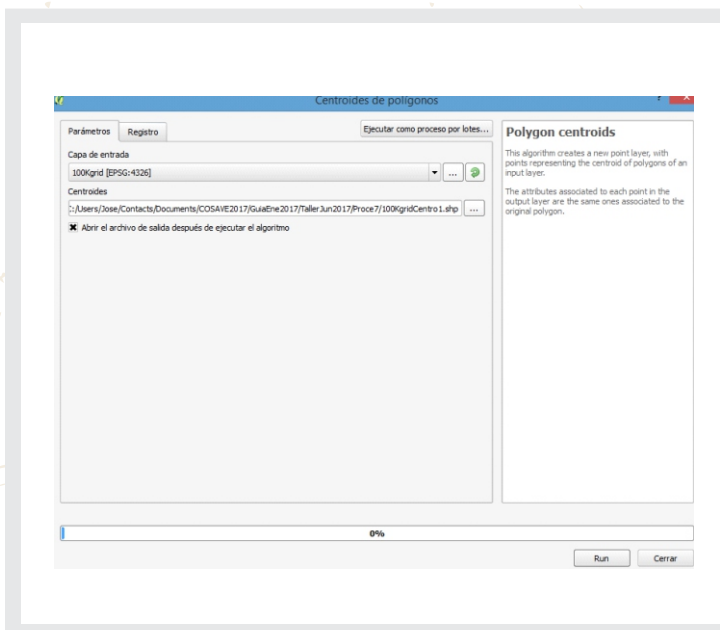 Centroides de polígonos
?
Parámetros
Registro
Ejecutar como proceso por lotes...
Capa de entrada
100Kgrid [EPSG:4326]
...
Centroides
:/Users/Jose/Contacts/Documents/COSAVE2017/GuiaEne2017/TallerJun2017/Proce7/100KgridCentro1.shp
...
Abrir el archivo de salida después de ejecutar el algoritmo
Polygon centroids
This algorithm creates a new point layer, with
points representing the centroid of polygons of an
input layer.
The attributes associated to each point in the
output layer are the same ones associated to the
original polygon.
0%
Run
Cerrar